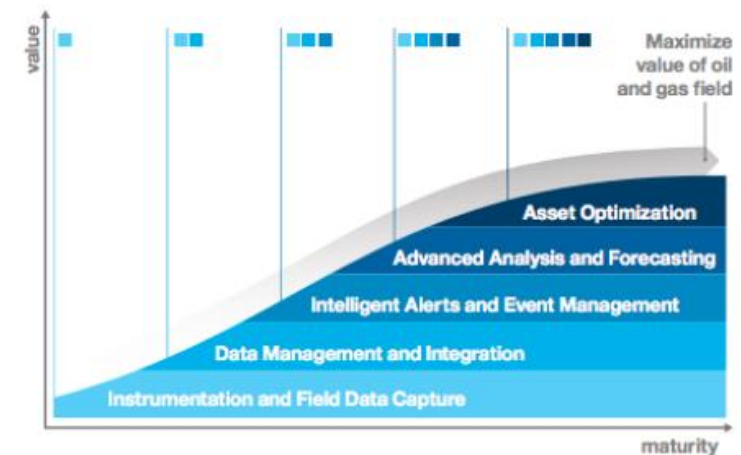 value
Maximize
value of oil
and gas field
Asset Optimization
Advanced Analysis and Forecasting
Intelligent Alerts and Event Management
Data Management and Integration
Instrumentation and Field Data Capture
maturity